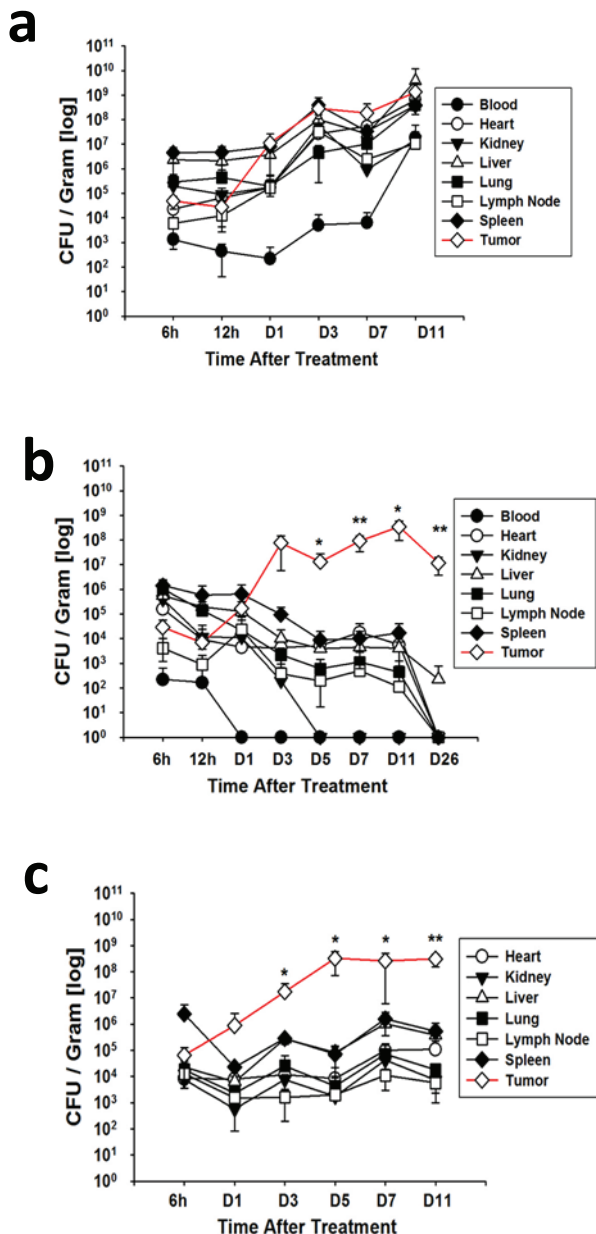 a
CFU / Gram [log]
10¹¹
10¹⁰
10⁹
10⁸
10⁷
10⁶
10⁵
10⁴
10³
10²
10¹
10⁰
6h 12h D1 D3 D7 D11
Time After Treatment
Blood
Heart
Kidney
Liver
Lung
Lymph Node
Spleen
Tumor
b
CFU / Gram [log]
10¹¹
10¹⁰
10⁹
10⁸
10⁷
10⁶
10⁵
10⁴
10³
10²
10¹
10⁰
* ** * **
6h 12h D1 D3 D5 D7 D11 D26
Time After Treatment
Blood
Heart
Kidney
Liver
Lung
Lymph Node
Spleen
Tumor
c
CFU / Gram [log]
10¹¹
10¹⁰
10⁹
10⁸
10⁷
10⁶
10⁵
10⁴
10³
10²
10¹
10⁰
* * * **
6h D1 D3 D5 D7 D11
Time After Treatment
Heart
Kidney
Liver
Lung
Lymph Node
Spleen
Tumor